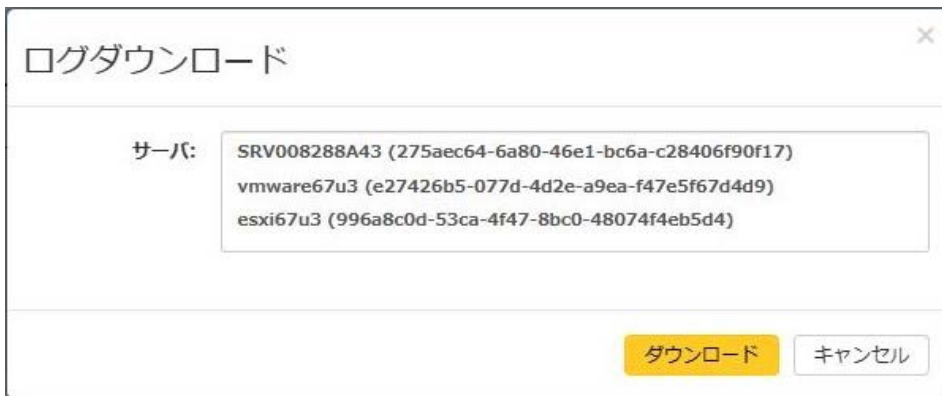 ログダウンロード
×
サーバ:
SRV008288A43 (275aec64-6a80-46e1-bc6a-c28406f90f17)
vmware67u3 (e27426b5-077d-4d2e-a9ea-f47e5f67d4d9)
esxi67u3 (996a8c0d-53ca-4f47-8bc0-48074f4eb5d4)
ダウンロード
キャンセル